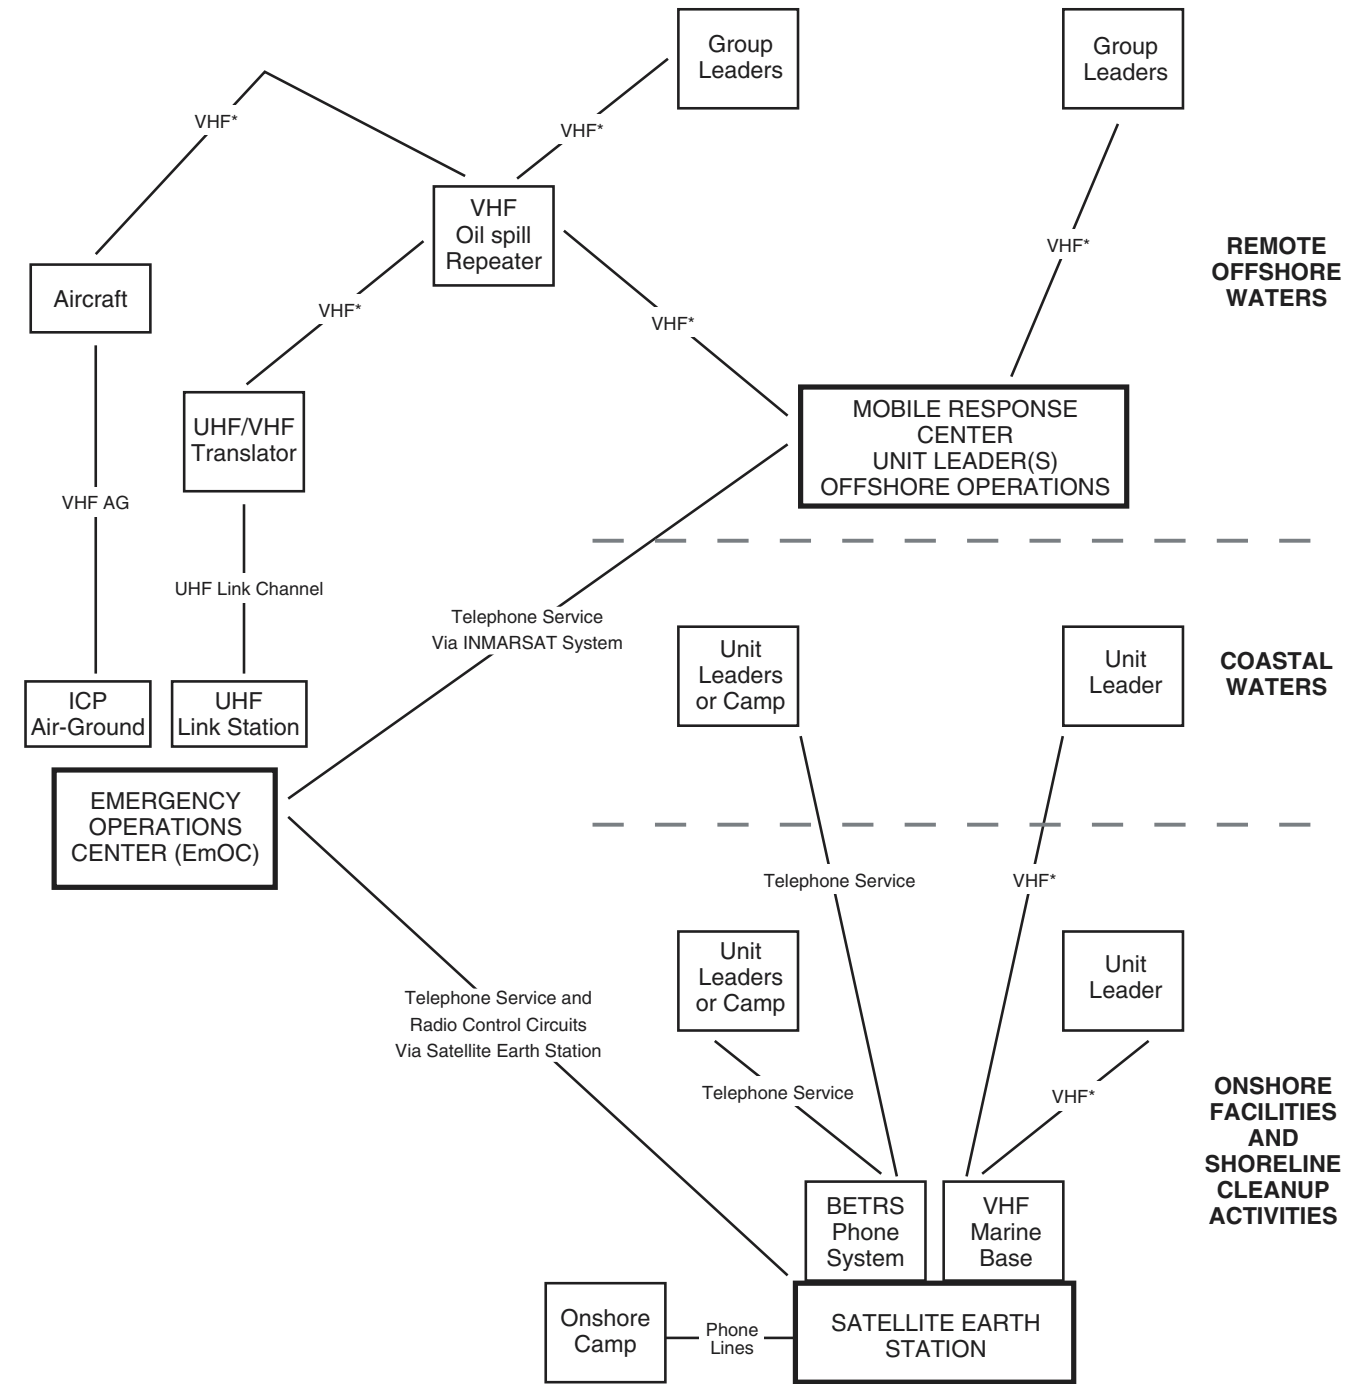 Group
Leaders
Group
Leaders
VHF*
VHF*
VHF
Oil spill
Repeater
VHF*
REMOTE
OFFSHORE
WATERS
Aircraft
VHF*
VHF*
MOBILE RESPONSE
CENTER
UNIT LEADER(S)
OFFSHORE OPERATIONS
UHF/VHF
Translator
VHF AG
UHF Link Channel
Telephone Service
Via INMARSAT System
Unit
Leaders
or Camp
Unit
Leader
COASTAL
WATERS
ICP
Air-Ground
UHF
Link Station
EMERGENCY
OPERATIONS
CENTER (EmOC)
Telephone Service
VHF*
Unit
Leaders
or Camp
Unit
Leader
Telephone Service and
Radio Control Circuits
Via Satellite Earth Station
Telephone Service
VHF*
ONSHORE
FACILITIES
AND
SHORELINE
CLEANUP
ACTIVITIES
BETRS
Phone
System
VHF
Marine
Base
Onshore
Camp
Phone
Lines
SATELLITE EARTH
STATION